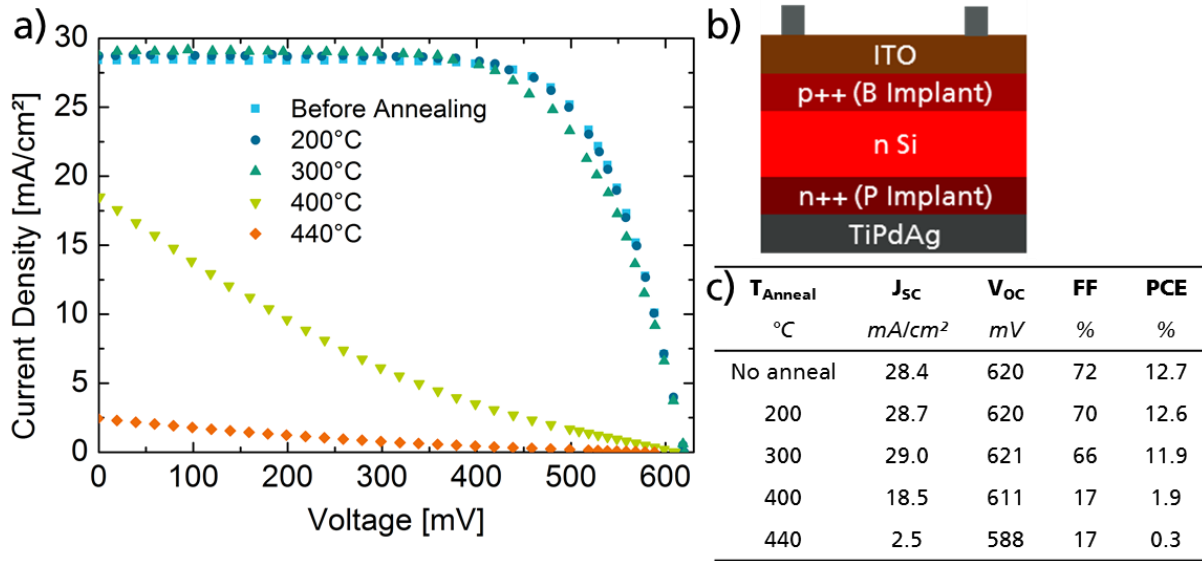 a)
30
25
20
15
10
5
0
Current Density [mA/cm²]
Before Annealing
200°C
300°C
400°C
440°C
0 100 200 300 400 500 600
Voltage [mV]
b)
ITO
p++ (B Implant)
n Si
n++ (P Implant)
TiPdAg
c)
T_Anneal J_SC V_OC FF PCE
°C mA/cm² mV % %
No anneal 28.4 620 72 12.7
200 28.7 620 70 12.6
300 29.0 621 66 11.9
400 18.5 611 17 1.9
440 2.5 588 17 0.3